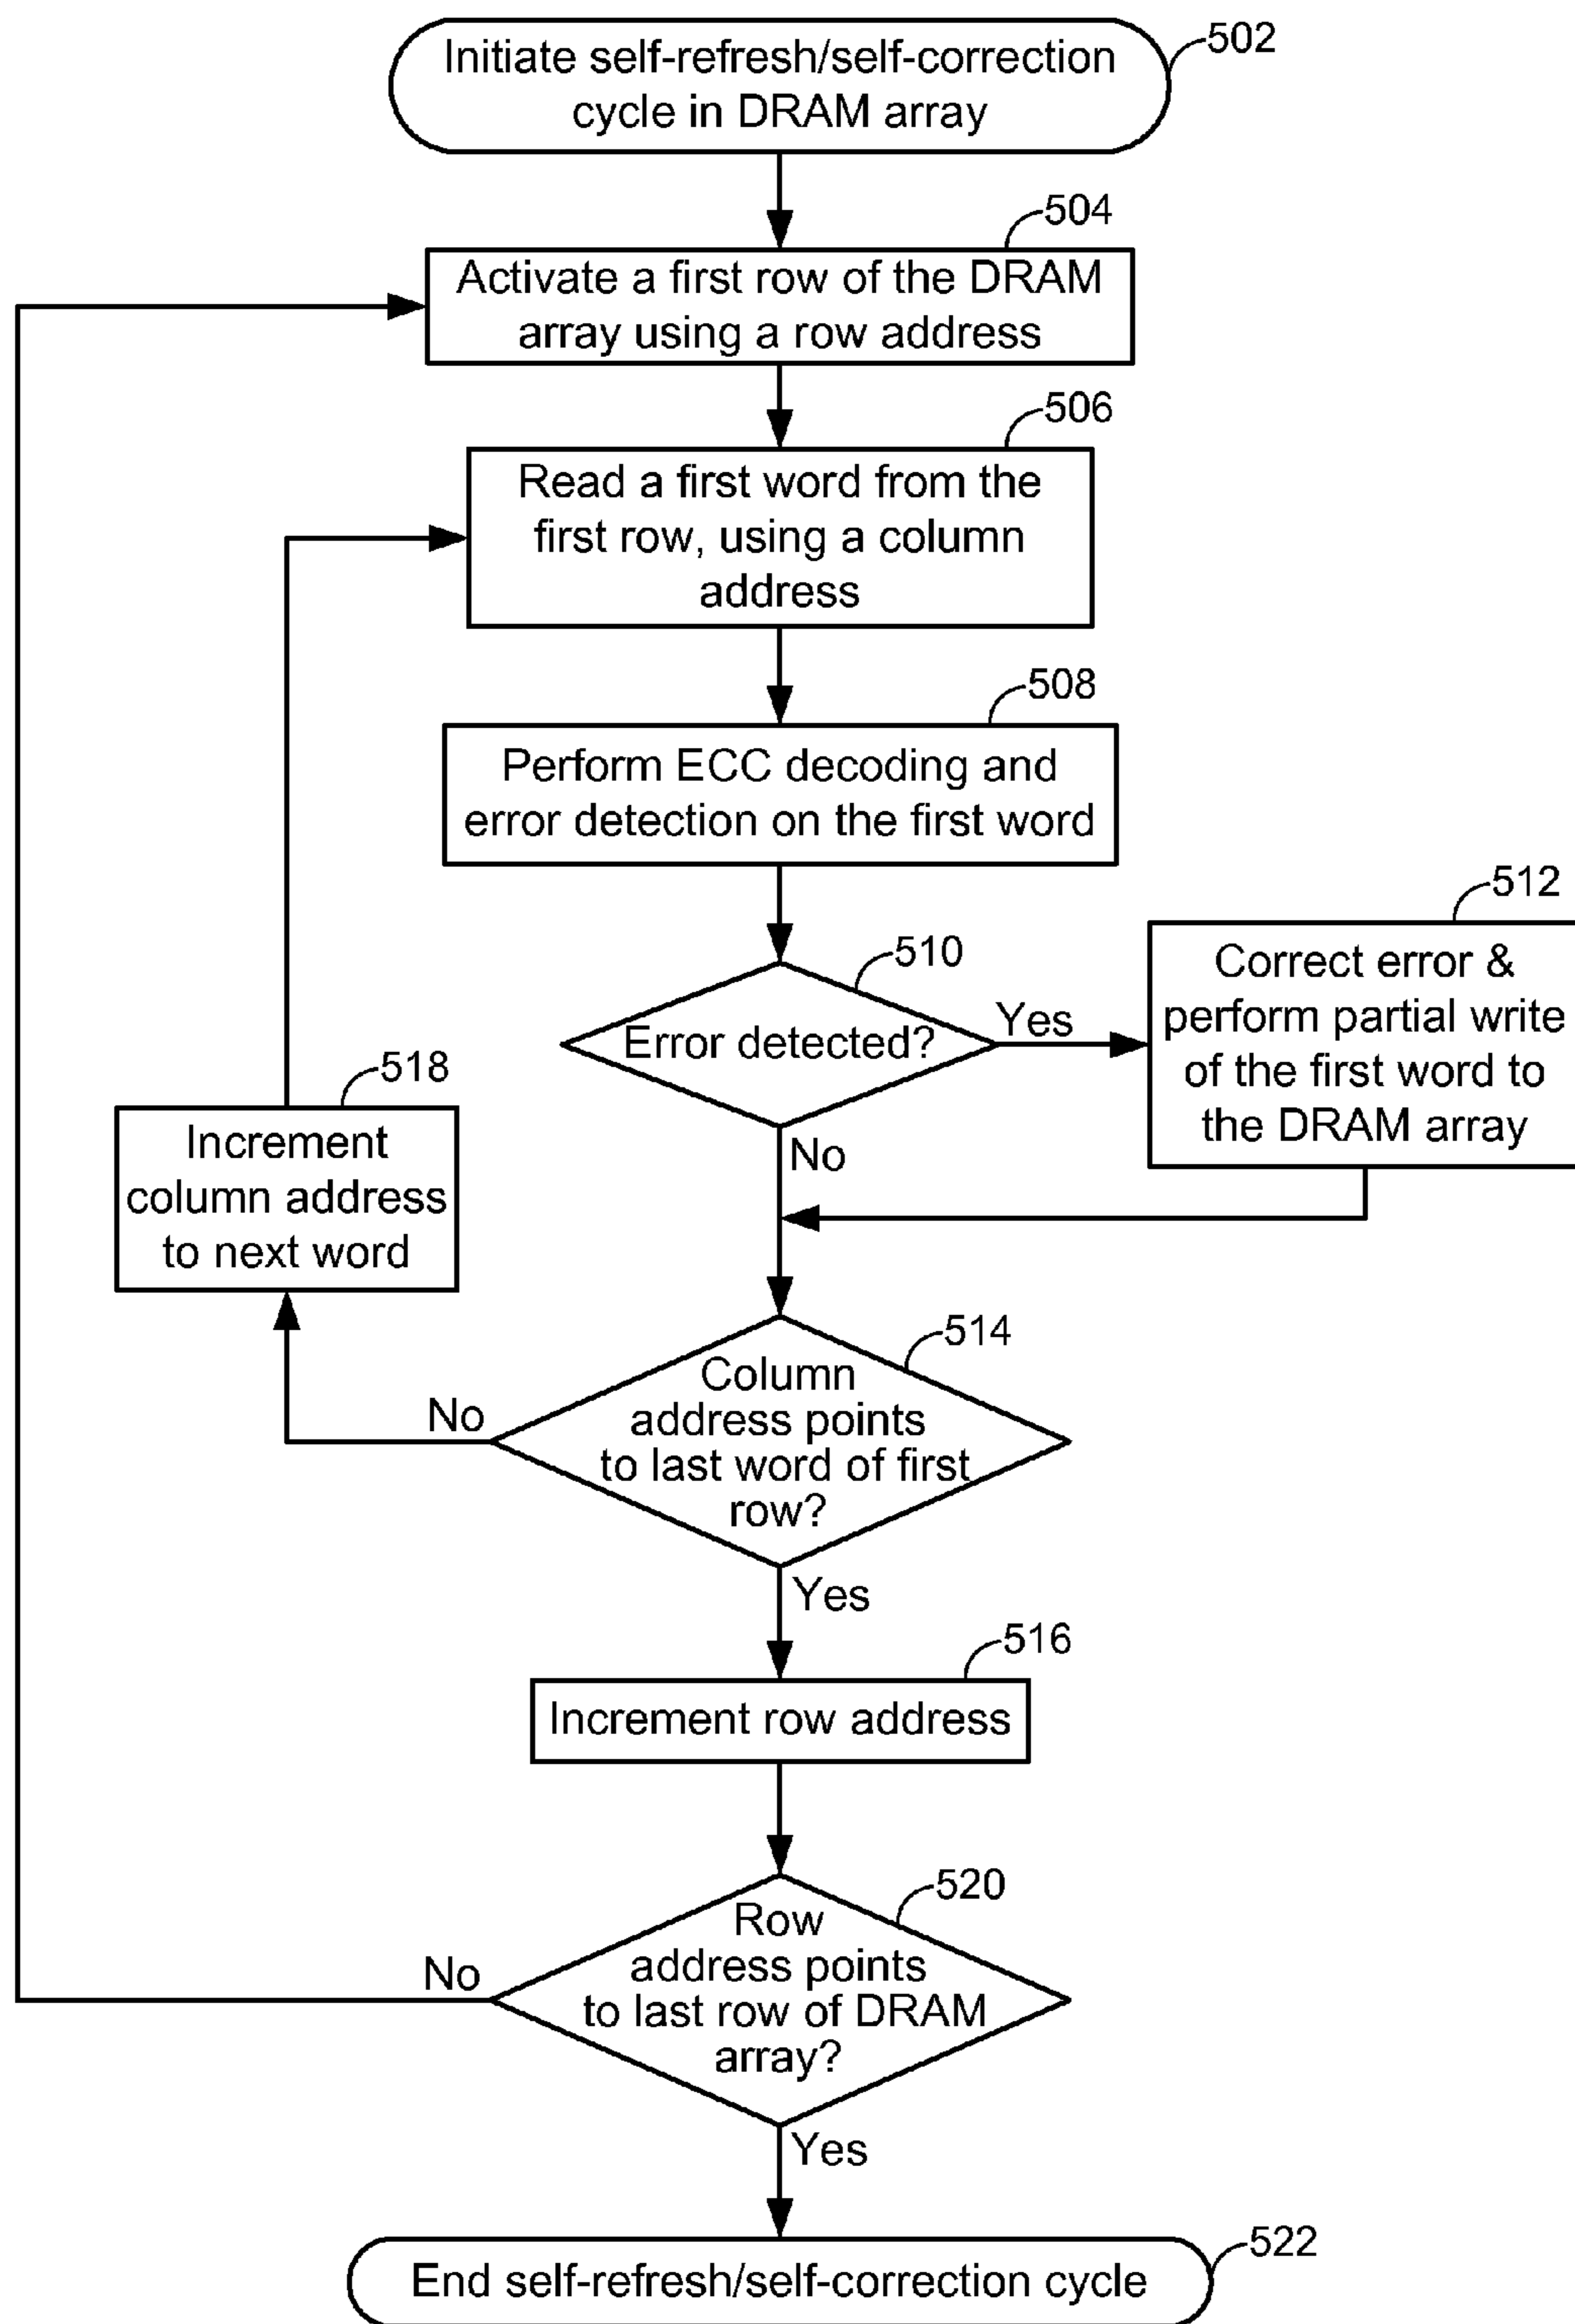 Initiate self-refresh/self-correction
cycle in DRAM array
502
504
Activate a first row of the DRAM
array using a row address
506
Read a first word from the
first row, using a column
address
508
Perform ECC decoding and
error detection on the first word
510
Error detected?
Yes
512
Correct error &
perform partial write
of the first word to
the DRAM array
No
518
Increment
column address
to next word
514
Column
address points
to last word of first
row?
No
Yes
516
Increment row address
520
Row
address points
to last row of DRAM
array?
No
Yes
522
End self-refresh/self-correction cycle